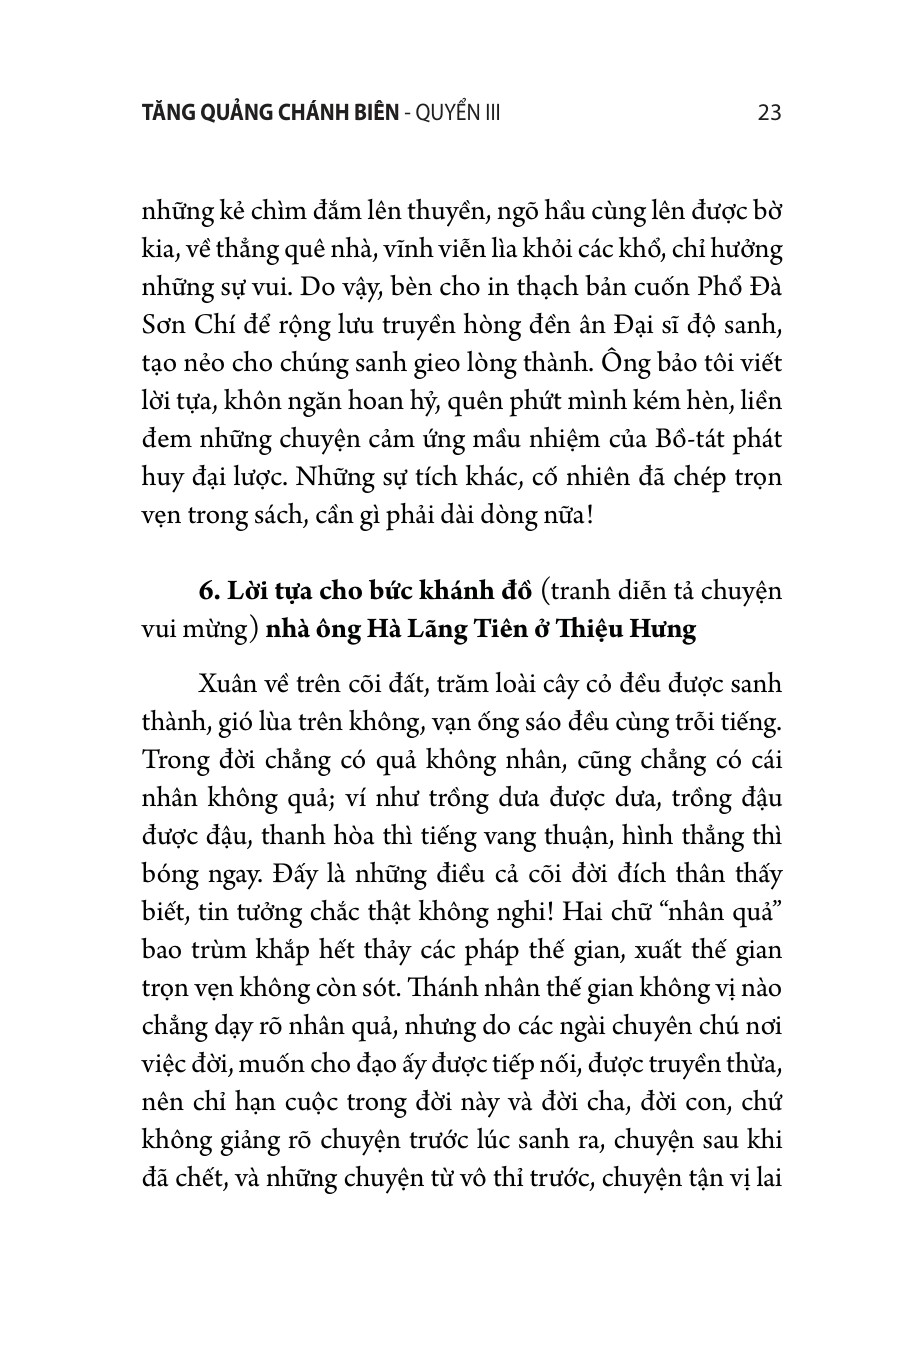 TĂNG QUẢNG CHÁNH BIÊN - QUYỂN III 23
những kẻ chìm đắm lên thuyền, ngõ hầu cùng lên được bờ
kia, về thẳng quê nhà, vĩnh viễn lìa khỏi các khổ, chỉ hưởng
những sự vui. Do vậy, bèn cho in thạch bản cuốn Phổ Đà
Sơn Chí để rộng lưu truyền hòng đền ân Đại sĩ độ sanh,
tạo nẻo cho chúng sanh gieo lòng thành. Ông bảo tôi viết
lời tựa, khôn ngăn hoan hỷ, quên phứt mình kém hèn, liền
đem những chuyện cảm ứng mầu nhiệm của Bồ-tát phát
huy đại lược. Những sự tích khác, cố nhiên đã chép trọn
vẹn trong sách, cần gì phải dài dòng nữa!
6. Lời tựa cho bức khánh đồ (tranh diễn tả chuyện
vui mừng) nhà ông Hà Lãng Tiên ở Thiệu Hưng
Xuân về trên cõi đất, trăm loài cây cỏ đều được sanh
thành, gió lùa trên không, vạn ống sáo đều cùng trỗi tiếng.
Trong đời chẳng có quả không nhân, cũng chẳng có cái
nhân không quả; ví như trồng dưa được dưa, trồng đậu
được đậu, thanh hòa thì tiếng vang thuận, hình thẳng thì
bóng ngay. Đấy là những điều cả cõi đời đích thân thấy
biết, tin tưởng chắc thật không nghi! Hai chữ “nhân quả”
bao trùm khắp hết thảy các pháp thế gian, xuất thế gian
trọn vẹn không còn sót. Thánh nhân thế gian không vị nào
chẳng dạy rõ nhân quả, nhưng do các ngài chuyên chú nơi
việc đời, muốn cho đạo ấy được tiếp nối, được truyền thừa,
nên chỉ hạn cuộc trong đời này và đời cha, đời con, chứ
không giảng rõ chuyện trước lúc sanh ra, chuyện sau khi
đã chết, và những chuyện từ vô thỉ trước, chuyện tận vị lai